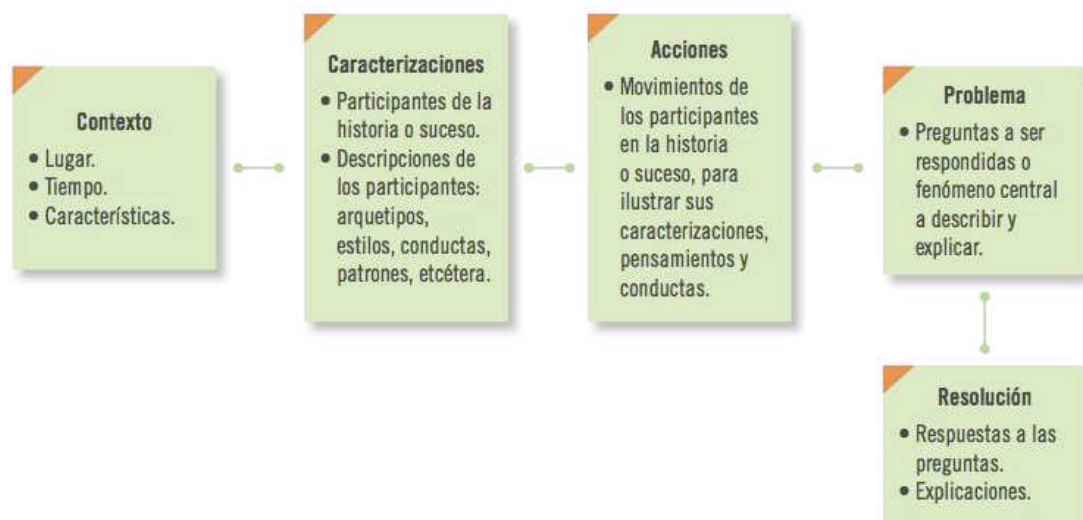 Contexto
• Lugar.
• Tiempo.
• Características.
Caracterizaciones
• Participantes de la
historia o suceso.
• Descripciones de
los participantes:
arquetipos,
estilos, conductas,
patrones, etcétera.
Acciones
• Movimientos de
los participantes
en la historia
o suceso, para
ilustrar sus
caracterizaciones,
pensamientos y
conductas.
Problema
• Preguntas a ser
respondidas o
fenómeno central
a describir y
explicar.
Resolución
• Respuestas a las
preguntas.
• Explicaciones.